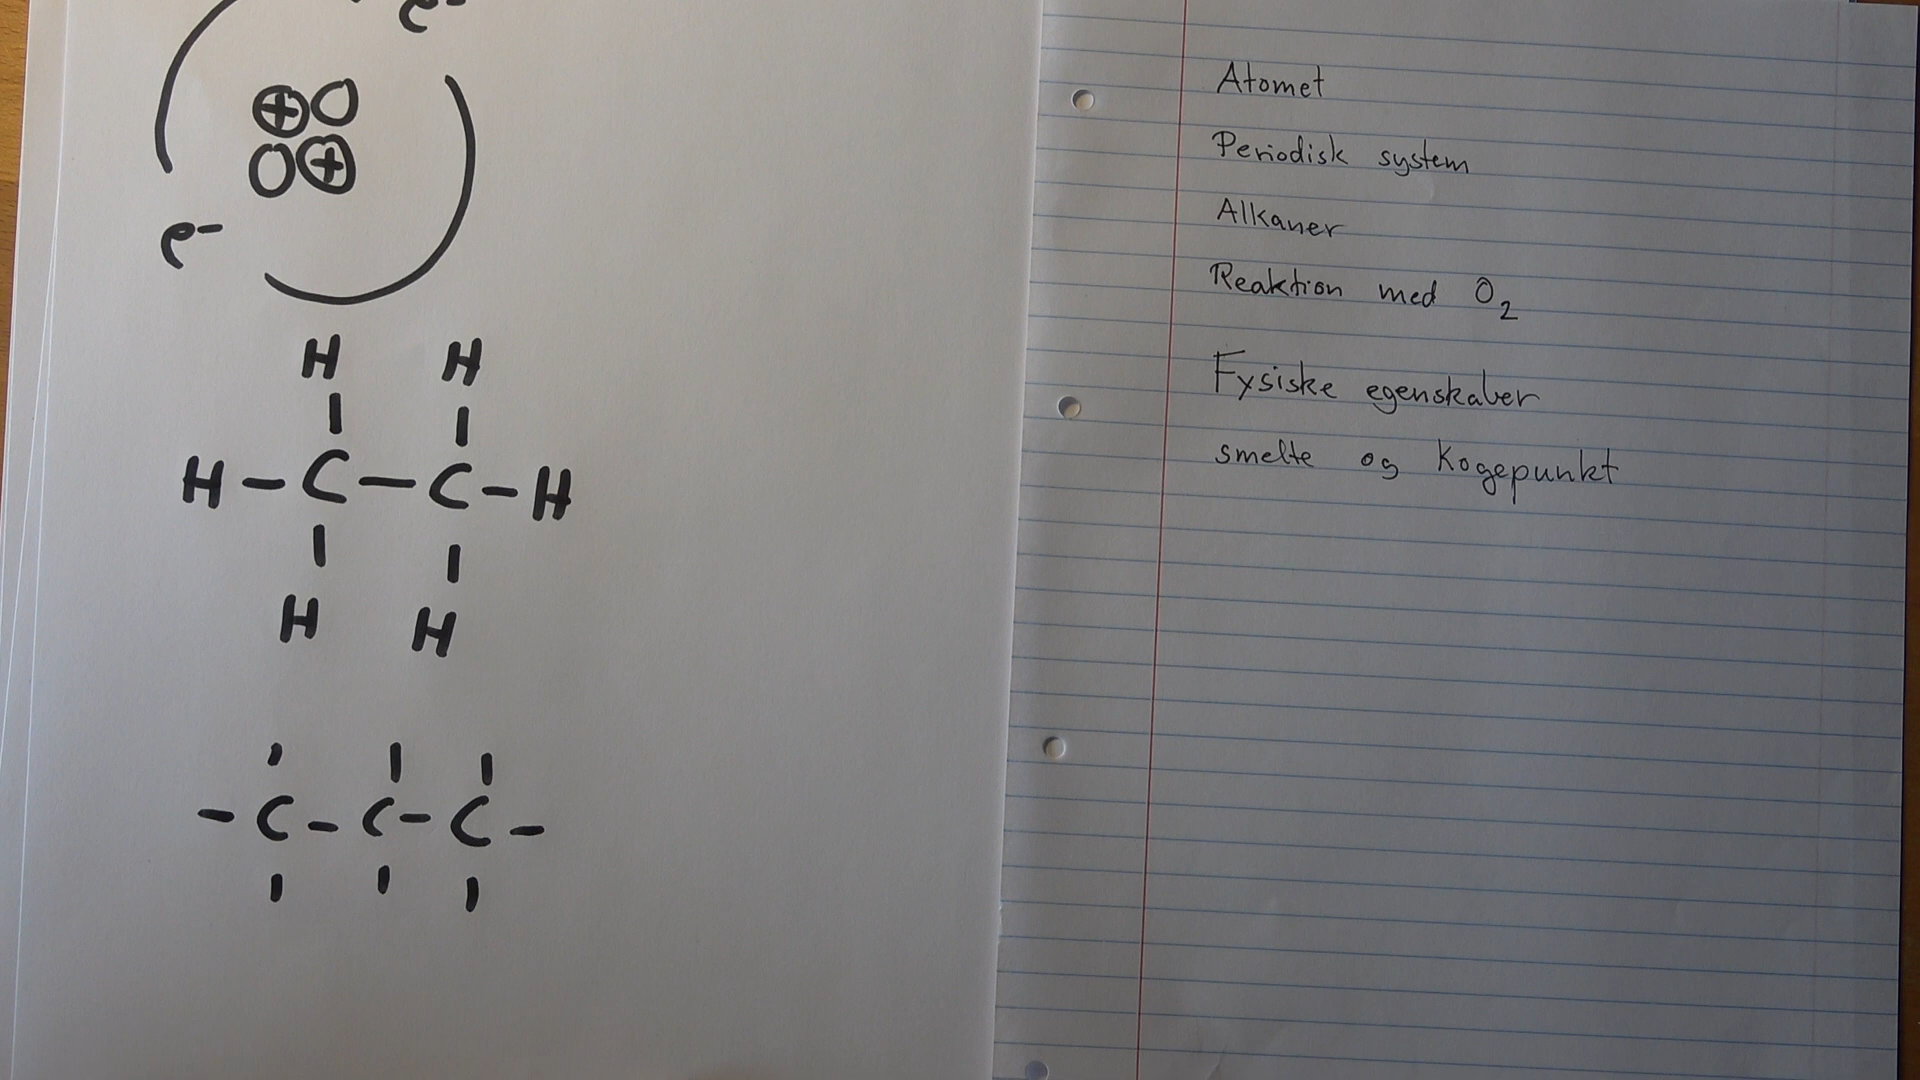 e-
⊕O
O⊕
e-
H H
H-C-C-H
H H
-C-C-C-
Atomet
Periodisk system
Alkaner
Reaktion med O2
Fysiske egenskaber
smelte og kogepunkt